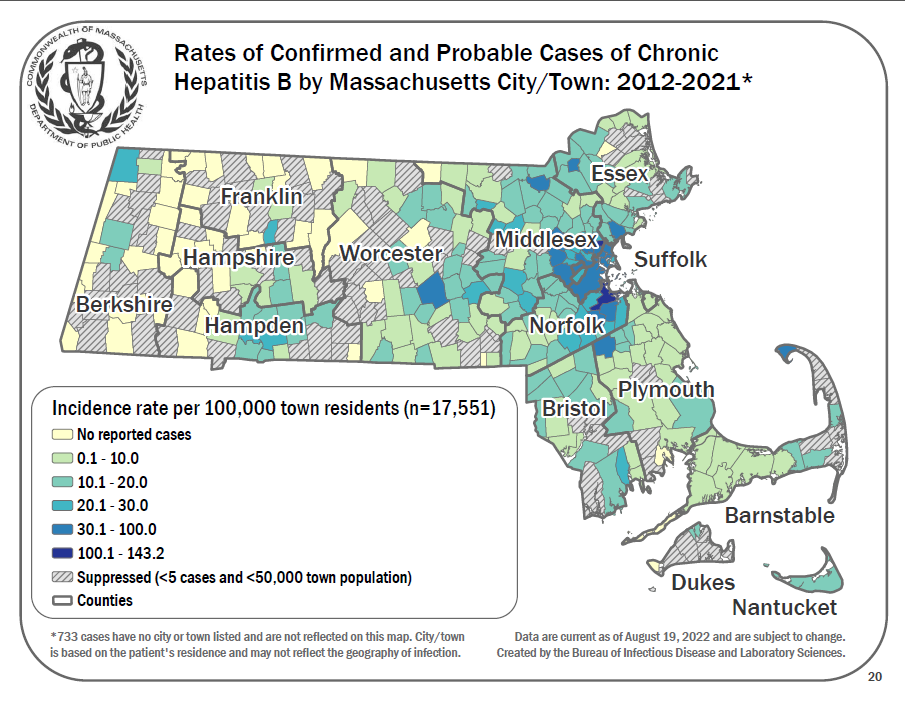 COMMONWEALTH OF MASSACHUSETTS
DEPARTMENT OF PUBLIC HEALTH
Rates of Confirmed and Probable Cases of Chronic
Hepatitis B by Massachusetts City/Town: 2012-2021*
Essex
Franklin
Middlesex
Hampshire
Worcester
Suffolk
Berkshire
Hampden
Norfolk
Plymouth
Bristol
Barnstable
Dukes
Nantucket
Incidence rate per 100,000 town residents (n=17,551)
No reported cases
0.1 - 10.0
10.1 - 20.0
20.1 - 30.0
30.1 - 100.0
100.1 - 143.2
Suppressed (<5 cases and <50,000 town population)
Counties
*733 cases have no city or town listed and are not reflected on this map. City/town
is based on the patient's residence and may not reflect the geography of infection.
Data are current as of August 19, 2022 and are subject to change.
Created by the Bureau of Infectious Disease and Laboratory Sciences.
20